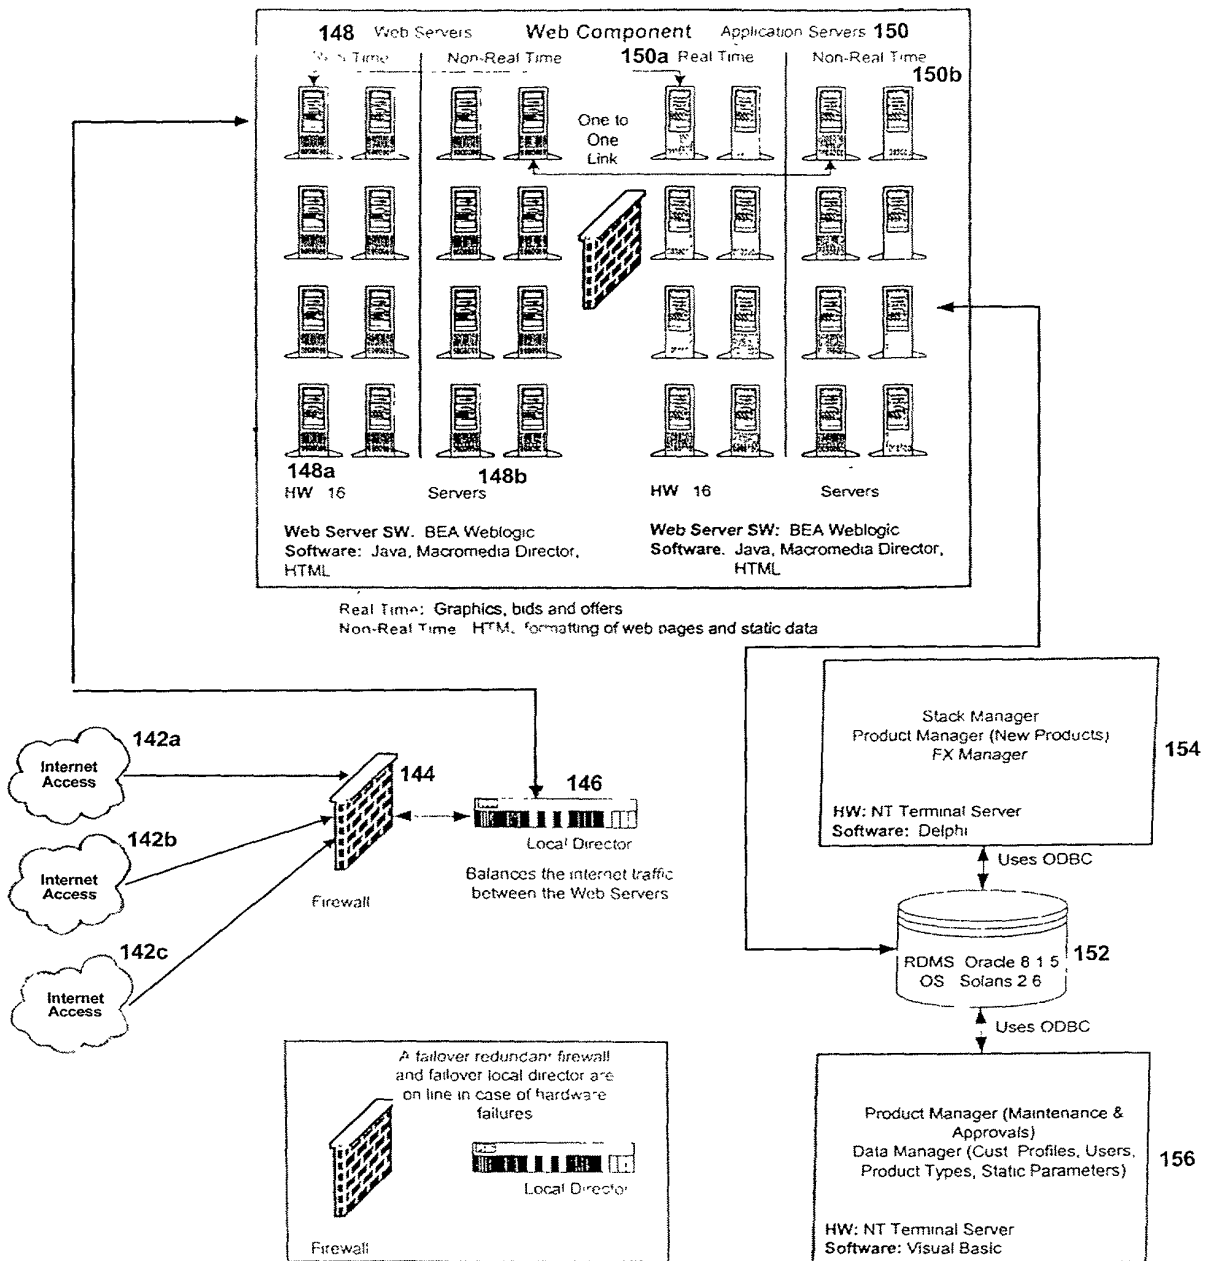 148 Web Servers Web Component Application Servers 150
Time Non-Real Time 150a Real Time Non-Real Time
150b
One to
One
Link
148a 148b
HW 16 Servers HW 16 Servers
Web Server SW. BEA Weblogic
Software: Java, Macromedia Director,
HTML
Web Server SW: BEA Weblogic
Software. Java, Macromedia Director,
HTML
Real Time: Graphics, bids and offers
Non-Real Time HTML formatting of web pages and static data
142a
Internet
Access
142b
Internet
Access
142c
Internet
Access
144
Firewall
146
Local Director
Balances the internet traffic
between the Web Servers
Stack Manager
Product Manager (New Products)
FX Manager
154
HW: NT Terminal Server
Software: Delphi
Uses ODBC
RDMS Oracle 8 1 5
OS Solans 2 6
152
Uses ODBC
A failover redundant firewall
and failover local director are
on line in case of hardware
failures
Local Director
Firewall
Product Manager (Maintenance &
Approvals)
Data Manager (Cust Profiles, Users,
Product Types, Static Parameters)
156
HW: NT Terminal Server
Software: Visual Basic